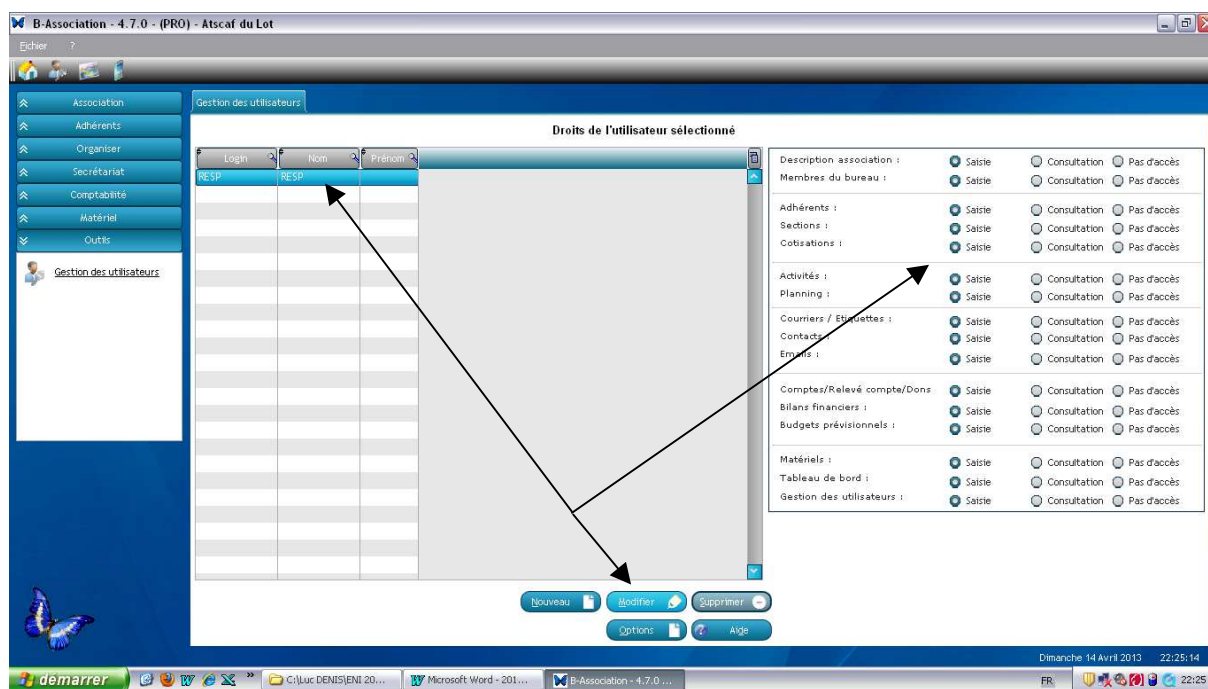 B-Association - 4.7.0 - (PRO) - Atscaf du Lot
Fichier ?
Association
Adhérents
Organiser
Secrétariat
Comptabilité
Matériel
Outils
Gestion des utilisateurs
Gestion des utilisateurs
Droits de l'utilisateur sélectionné
Login Nom Prénom
RESP RESP
Description association : Saisie Consultation Pas d'accès
Membres du bureau : Saisie Consultation Pas d'accès
Adhérents : Saisie Consultation Pas d'accès
Sections : Saisie Consultation Pas d'accès
Cotisations : Saisie Consultation Pas d'accès
Activités : Saisie Consultation Pas d'accès
Planning : Saisie Consultation Pas d'accès
Courriers / Etiquettes : Saisie Consultation Pas d'accès
Contacts : Saisie Consultation Pas d'accès
Emails : Saisie Consultation Pas d'accès
Comptes/Relevé compte/Dons Saisie Consultation Pas d'accès
Bilans financiers : Saisie Consultation Pas d'accès
Budgets prévisionnels : Saisie Consultation Pas d'accès
Matériels : Saisie Consultation Pas d'accès
Tableau de bord : Saisie Consultation Pas d'accès
Gestion des utilisateurs : Saisie Consultation Pas d'accès
Nouveau Modifier Supprimer
Options Aide
Dimanche 14 Avril 2013 22:25:14
démarrer » C:\Luc DENIS\ENI 20... Microsoft Word - 201... B-Association - 4.7.0 ... FR 22:25